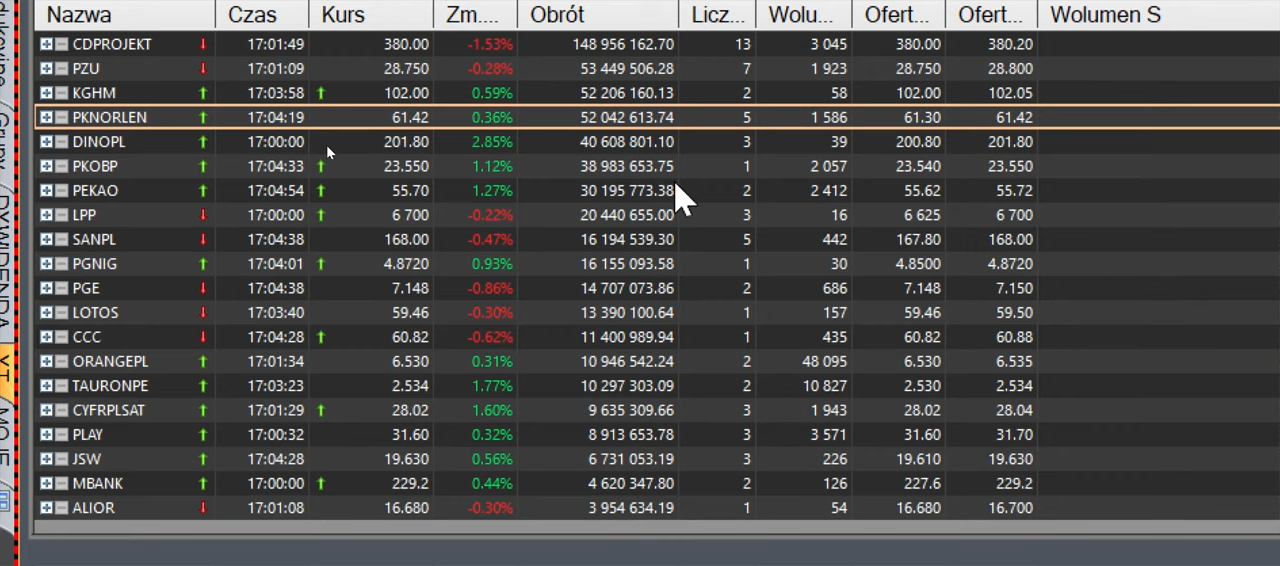 Nazwa Czas Kurs Zm.... Obrót Licz... Wolu... Ofert... Ofert... Wolumen S
CDPROJEKT 17:01:49 380.00 -1.53% 148 956 162.70 13 3 045 380.00 380.20
PZU 17:01:09 28.750 -0.28% 53 449 506.28 7 1 923 28.750 28.800
KGHM 17:03:58 102.00 0.59% 52 206 160.13 2 58 102.00 102.05
PKNORLEN 17:04:19 61.42 0.36% 52 042 613.74 5 1 586 61.30 61.42
DINOPL 17:00:00 201.80 2.85% 40 608 801.10 3 39 200.80 201.80
PKOBP 17:04:33 23.550 1.12% 38 983 653.75 1 2 057 23.540 23.550
PEKAO 17:04:54 55.70 1.27% 30 195 773.38 2 2 412 55.62 55.72
LPP 17:00:00 6 700 -0.22% 20 440 655.00 3 16 6 625 6 700
SANPL 17:04:38 168.00 -0.47% 16 194 539.30 5 442 167.80 168.00
PGNIG 17:04:01 4.8720 0.93% 16 155 093.58 1 30 4.8500 4.8720
PGE 17:04:38 7.148 -0.86% 14 707 073.86 2 686 7.148 7.150
LOTOS 17:03:40 59.46 -0.30% 13 390 100.64 1 157 59.46 59.50
CCC 17:04:28 60.82 -0.62% 11 400 989.94 1 435 60.82 60.88
ORANGEPL 17:01:34 6.530 0.31% 10 946 542.24 2 48 095 6.530 6.535
TAURONPE 17:03:23 2.534 1.77% 10 297 303.09 2 10 827 2.530 2.534
CYFRPLSAT 17:01:29 28.02 1.60% 9 635 309.66 3 1 943 28.02 28.04
PLAY 17:00:32 31.60 0.32% 8 913 653.78 3 3 571 31.60 31.70
JSW 17:04:28 19.630 0.56% 6 731 053.19 3 226 19.610 19.630
MBANK 17:00:00 229.2 0.44% 4 620 347.80 2 126 227.6 229.2
ALIOR 17:01:08 16.680 -0.30% 3 954 634.19 1 54 16.680 16.700
DYWIDENDA
YT